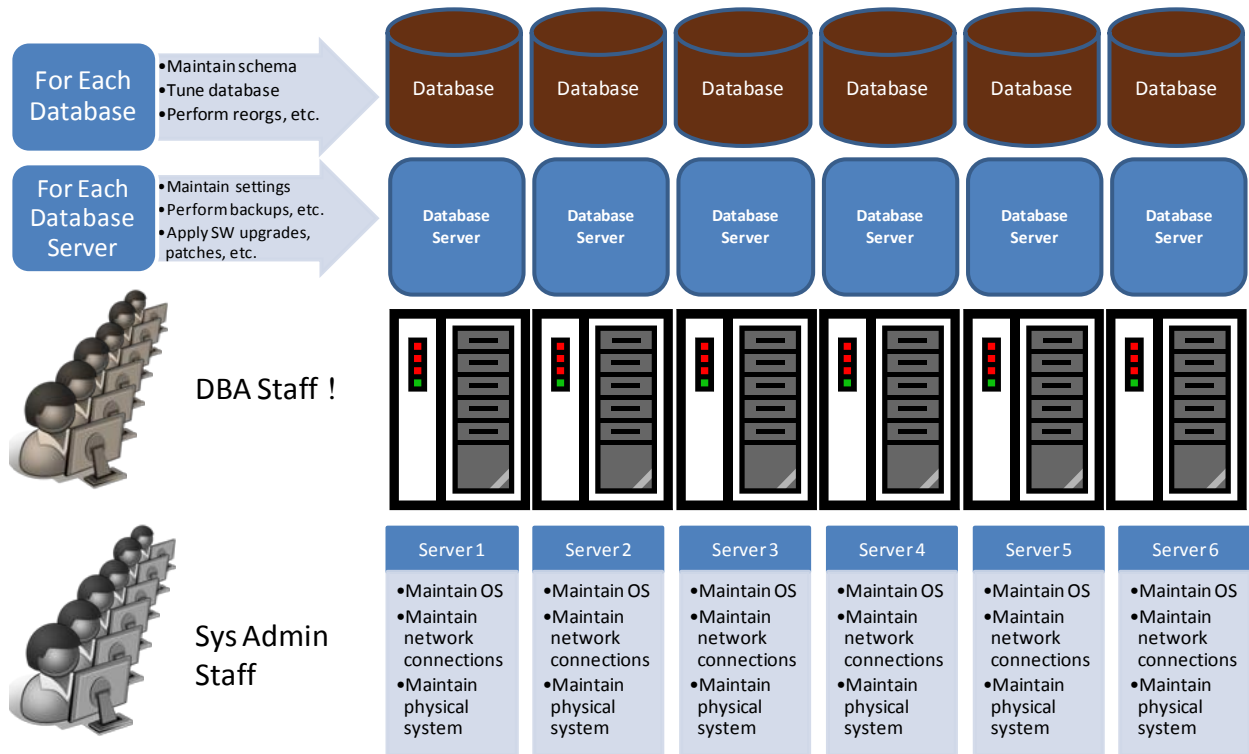 For Each
Database
•Maintain schema
•Tune database
•Perform reorgs, etc.
Database
Database
Database
Database
Database
Database
For Each
Database
Server
•Maintain settings
•Perform backups, etc.
•Apply SW upgrades,
patches, etc.
Database
Server
Database
Server
Database
Server
Database
Server
Database
Server
Database
Server
DBA Staff !
Sys Admin
Staff
Server 1
•Maintain OS
•Maintain
network
connections
•Maintain
physical
system
Server 2
•Maintain OS
•Maintain
network
connections
•Maintain
physical
system
Server 3
•Maintain OS
•Maintain
network
connections
•Maintain
physical
system
Server 4
•Maintain OS
•Maintain
network
connections
•Maintain
physical
system
Server 5
•Maintain OS
•Maintain
network
connections
•Maintain
physical
system
Server 6
•Maintain OS
•Maintain
network
connections
•Maintain
physical
system